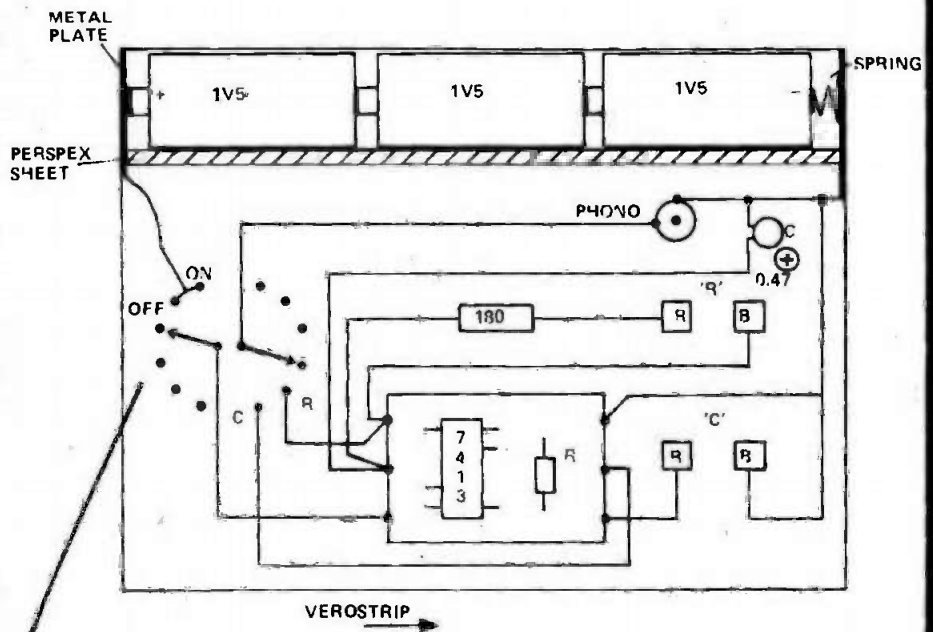 METAL
PLATE
SPRING
+ 1V5
1V5
1V5 −
PERSPEX
SHEET
PHONO
C
+
0.47
ON
'R'
OFF
180
R
B
R
C
'C'
7
4
1
3
R
R
B
VEROSTRIP